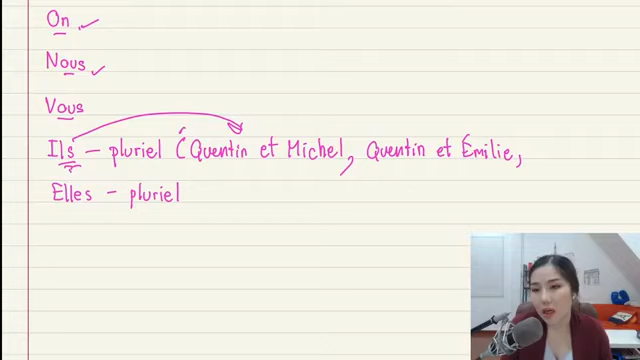 On
Nous
Vous
Ils – pluriel (Quentin et Michel, Quentin et Émilie,
Elles – pluriel